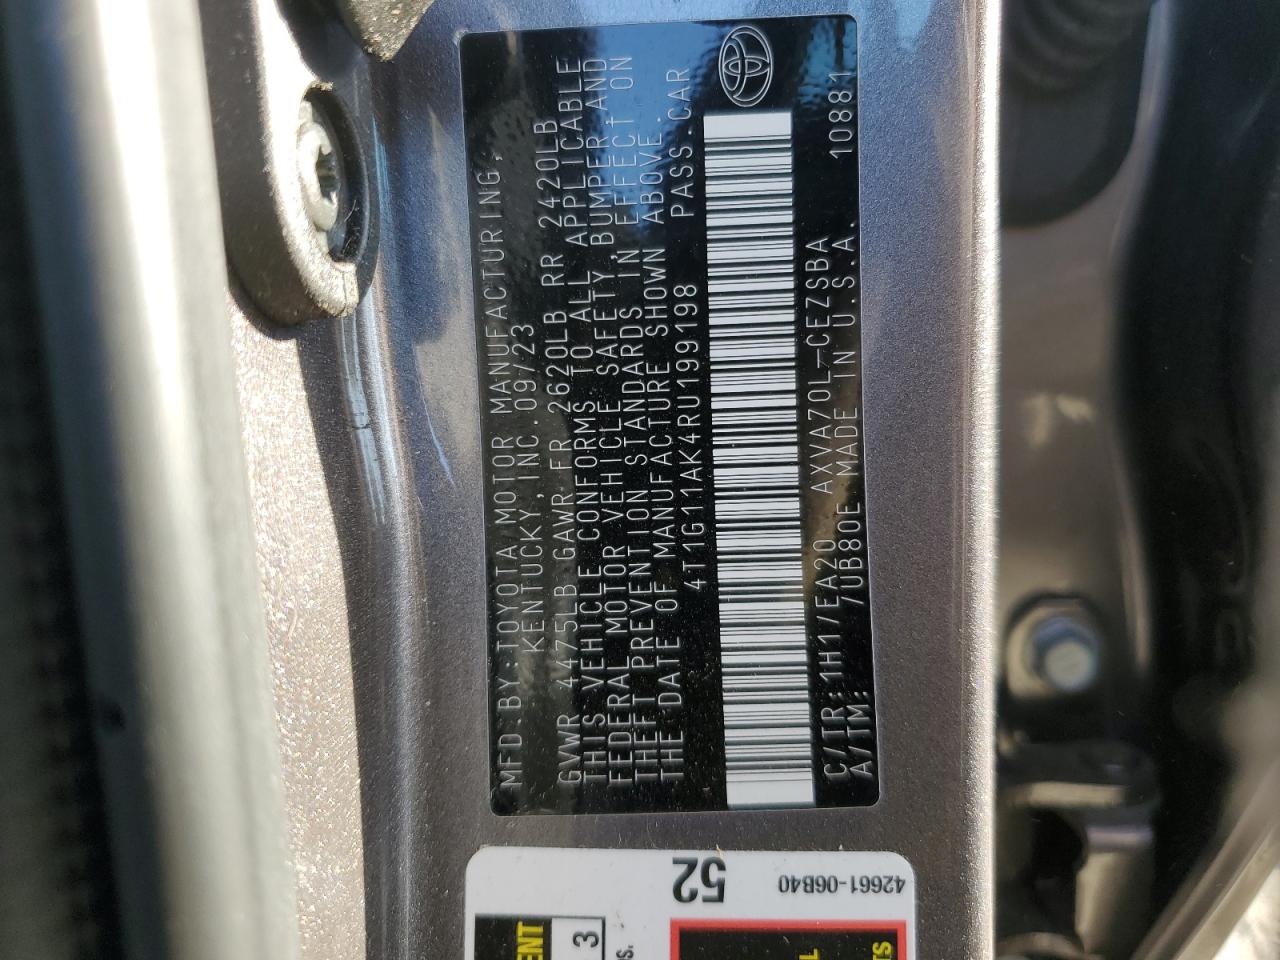 MFD.BY:TOYOTA MOTOR MANUFACTURING,
KENTUCKY,INC. 09/23
GVWR 4475LB GAWR FR 2620LB RR 2420LB
THIS VEHICLE CONFORMS TO ALL APPLICABLE
FEDERAL MOTOR VEHICLE SAFETY,BUMPER,AND
THEFT PREVENTION STANDARDS IN EFFECT ON
THE DATE OF MANUFACTURE SHOWN ABOVE.
4T1G11AK4RU199198 PASS.CAR
C/TR:1H17/EA20 AXVA70L-CEZSBA
A/TM: /UB80E MADE IN U.S.A. 10881
52
42661-06B40
3